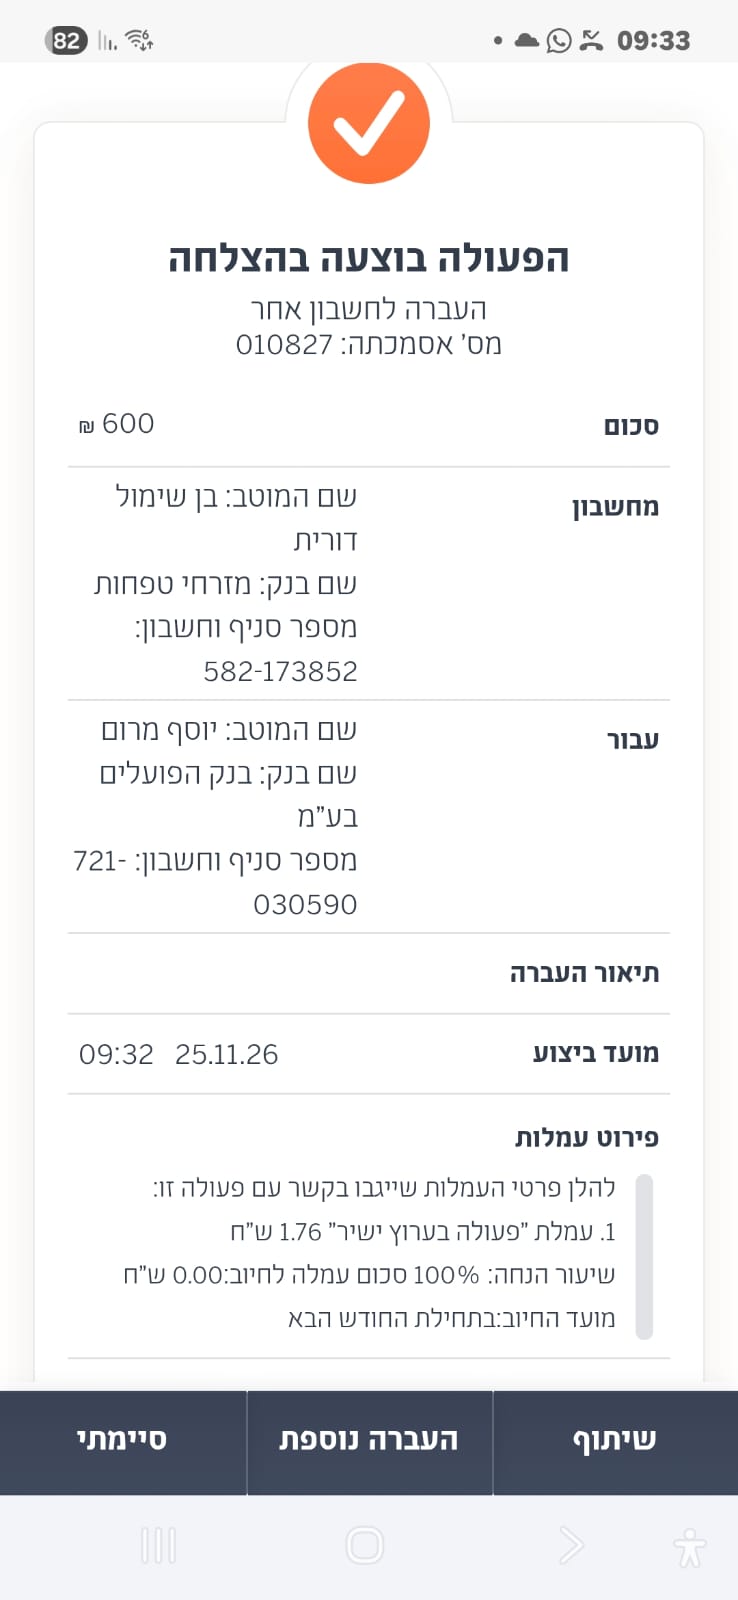 82
09:33
הפעולה בוצעה בהצלחה
העברה לחשבון אחר
מס' אסמכתה: 010827
סכום
600 ₪
מחשבון
שם המוטב: בן שימול
דורית
שם בנק: מזרחי טפחות
מספר סניף וחשבון:
582-173852
עבור
שם המוטב: יוסף מרום
שם בנק: בנק הפועלים
בע"מ
מספר סניף וחשבון: 721-
030590
תיאור העברה
מועד ביצוע
25.11.26 09:32
פירוט עמלות
להלן פרטי העמלות שייגבו בקשר עם פעולה זו:
1. עמלת "פעולה בערוץ ישיר" 1.76 ש"ח
שיעור הנחה: 100% סכום עמלה לחיוב:0.00 ש"ח
מועד החיוב:בתחילת החודש הבא
שיתוף
העברה נוספת
סיימתי